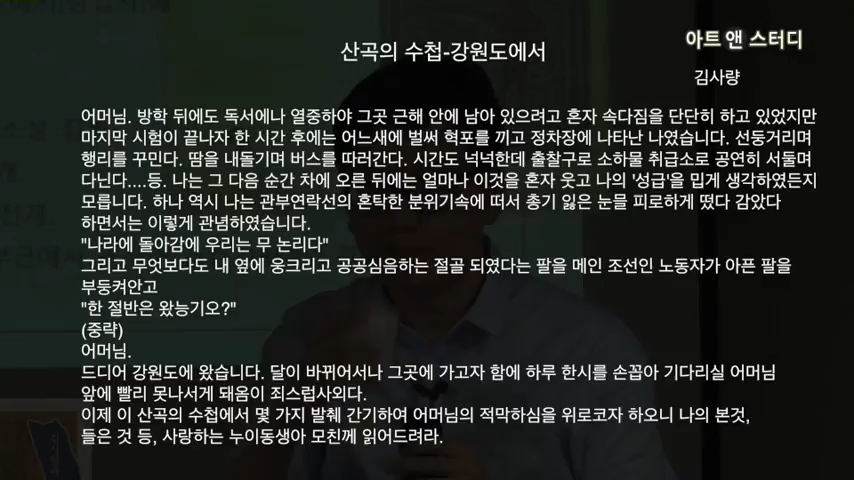 아트 앤 스터디
산곡의 수첩-강원도에서
김사량
어머님. 방학 뒤에도 독서에나 열중하야 그곳 근해 안에 남아 있으려고 혼자 속다짐을 단단히 하고 있었지만
마지막 시험이 끝나자 한 시간 후에는 어느새에 벌써 혁포를 끼고 정차장에 나타난 나였습니다. 선둥거리며
행리를 꾸민다. 땀을 내돌기며 버스를 따러간다. 시간도 넉넉한데 출찰구로 소하물 취급소로 공연히 서둘며
다닌다....등. 나는 그 다음 순간 차에 오른 뒤에는 얼마나 이것을 혼자 웃고 나의 '성급'을 밉게 생각하였든지
모릅니다. 하나 역시 나는 관부연락선의 혼탁한 분위기속에 떠서 총기 잃은 눈들 피로하게 떴다 감았다
하면서는 이렇게 관념하였습니다.
"나라에 돌아감에 우리는 무 논리다"
그리고 무엇보다도 내 옆에 웅크리고 공공심음하는 절골 되였다는 팔을 메인 조선인 노동자가 아픈 팔을
부둥켜안고
"한 절반은 왔능기오?"
(중략)
어머님.
드디어 강원도에 왔습니다. 달이 바뀌어서나 그곳에 가고자 함에 하루 한시를 손꼽아 기다리실 어머님
앞에 빨리 못나서게 돼움이 죄스럽사외다.
이제 이 산곡의 수첩에서 몇 가지 발췌 간기하여 어머님의 적막하심을 위로코자 하오니 나의 본것,
들은 것 등, 사랑하는 누이동생아 모친께 읽어드려라.